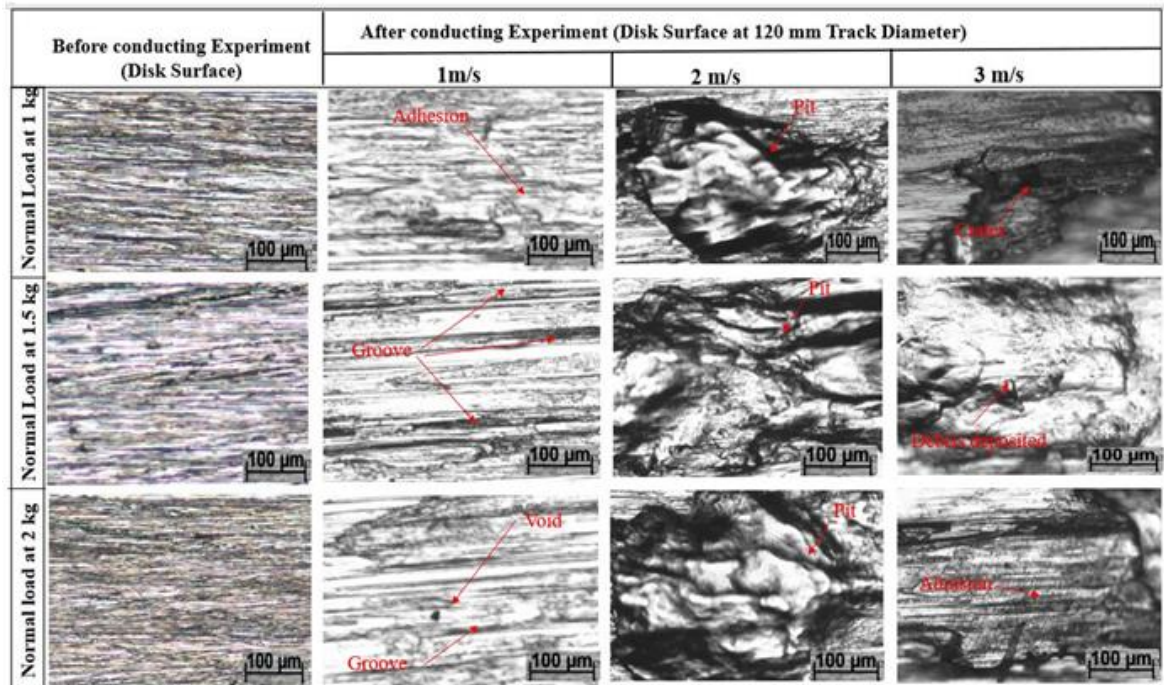 Before conducting Experiment
(Disk Surface)
After conducting Experiment (Disk Surface at 120 mm Track Diameter)
1m/s
2 m/s
3 m/s
Normal Load at 1 kg
100 µm
Adhesion
100 µm
Pit
100 µm
100 µm
Normal Load at 1.5 kg
100 µm
Groove
100 µm
Pit
100 µm
Debris deposited
100 µm
Normal load at 2 kg
100 µm
Void
Groove
100 µm
Pit
100 µm
100 µm